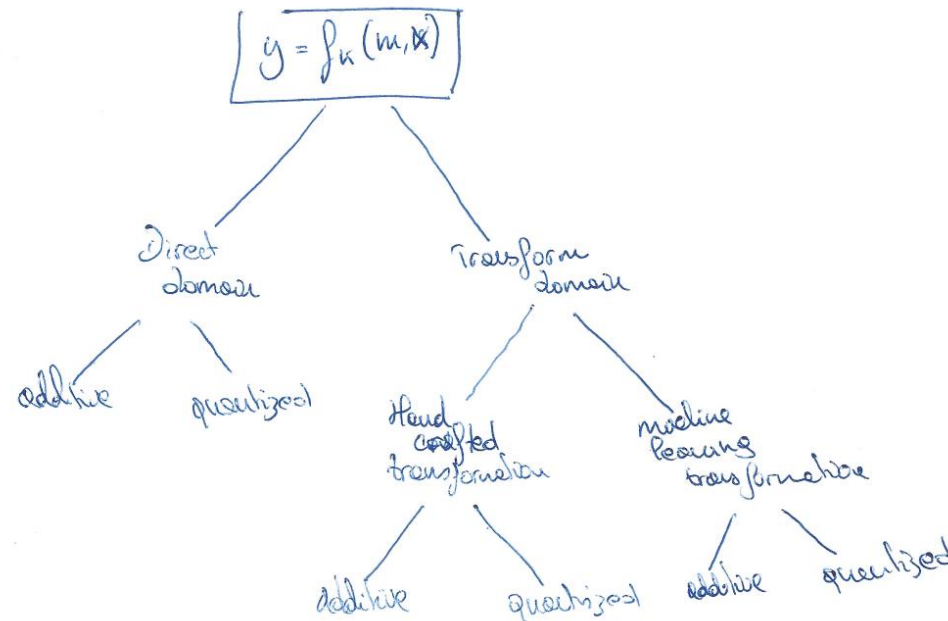 y = f_k (m, x)
Direct
domain
Transform
domain
additive
quantized
Hand
crafted
transformation
machine
learning
transformation
additive
quantized
additive
quantized